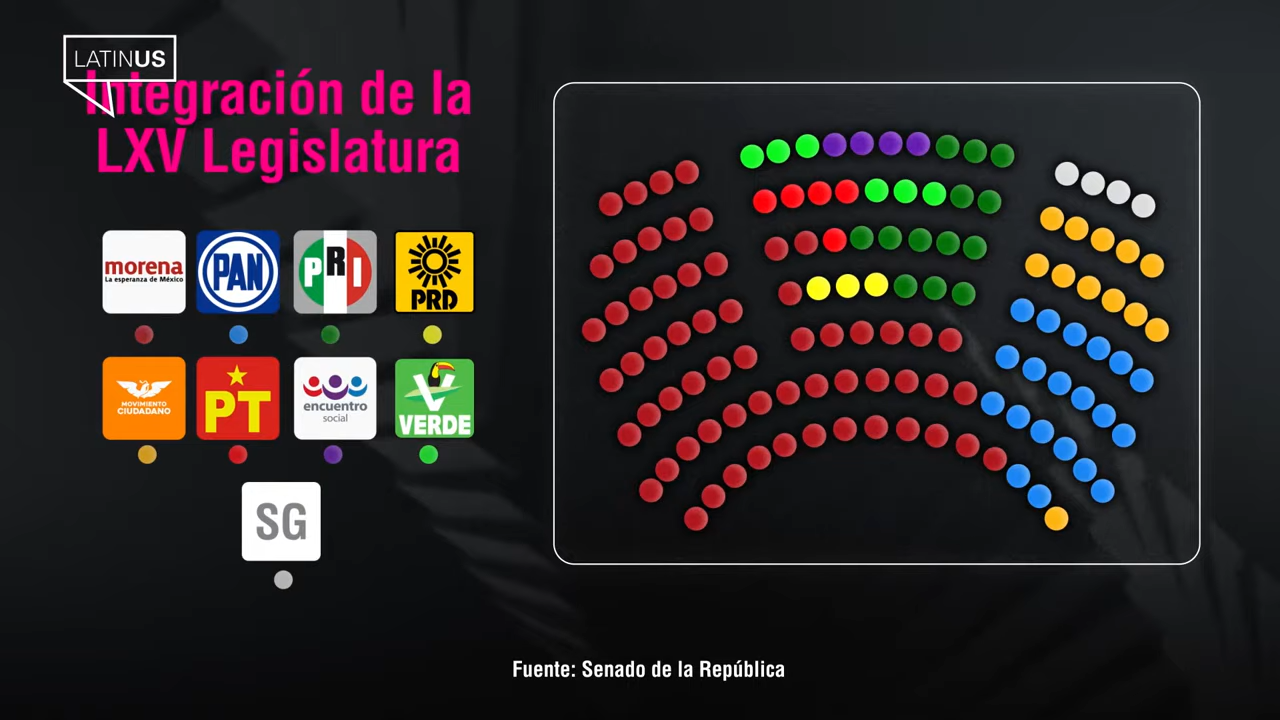 LATINUS
Integración de la
LXV Legislatura
morena
La esperanza de México
PAN
PRI
PRD
MOVIMIENTO
CIUDADANO
PT
encuentro
social
VERDE
SG
Fuente: Senado de la República